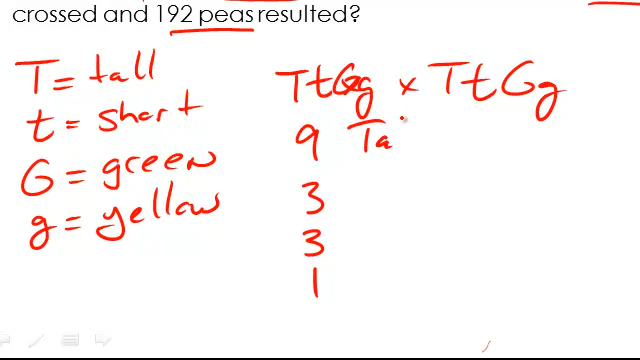 crossed and 192 peas resulted?
T = tall
t = short
G = green
g = yellow
TtGg × TtGg
9 Ta
3
3
1